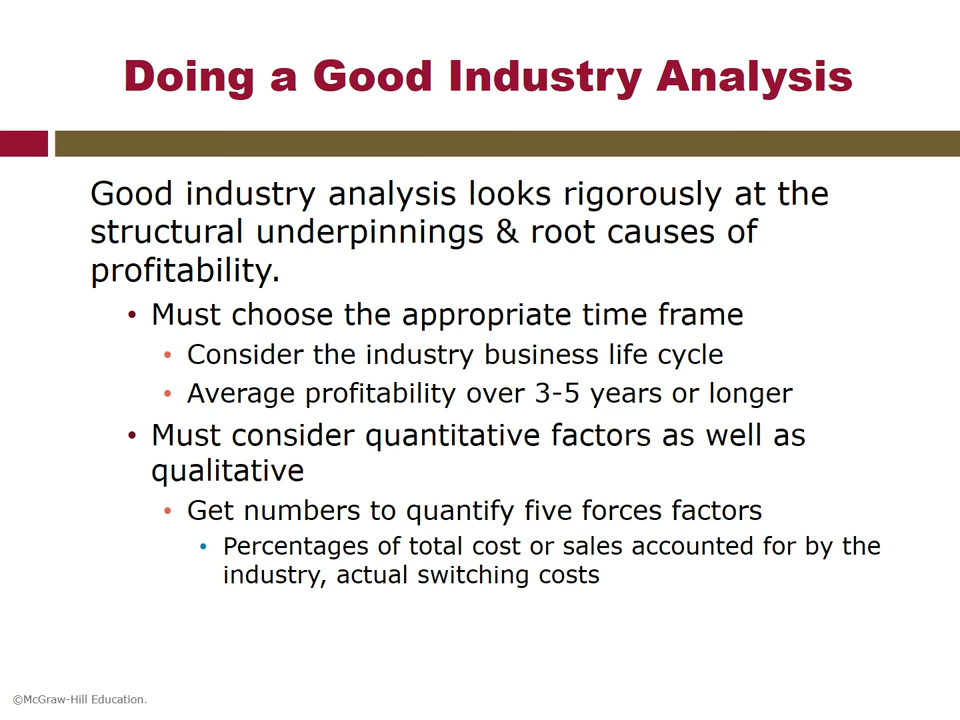 Doing a Good Industry Analysis
Good industry analysis looks rigorously at the
structural underpinnings & root causes of
profitability.
• Must choose the appropriate time frame
• Consider the industry business life cycle
• Average profitability over 3-5 years or longer
• Must consider quantitative factors as well as
qualitative
• Get numbers to quantify five forces factors
• Percentages of total cost or sales accounted for by the
industry, actual switching costs
©McGraw-Hill Education.